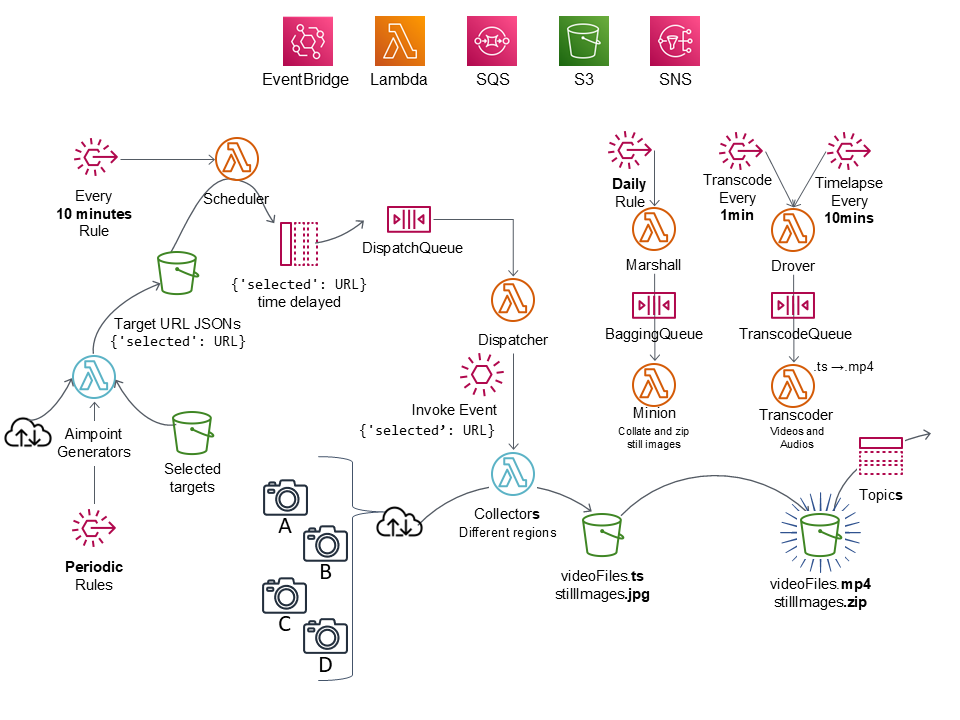 EventBridge
Lambda
SQS
S3
SNS
Every
10 minutes
Rule
Scheduler
{'selected': URL}
time delayed
DispatchQueue
Dispatcher
Invoke Event
{'selected’: URL}
Target URL JSONs
{'selected': URL}
Aimpoint
Generators
Selected
targets
Periodic
Rules
A
B
C
D
Collectors
Different regions
videoFiles.ts
stillImages.jpg
Daily
Rule
Marshall
BaggingQueue
Minion
Collate and zip
still images
Transcode
Every
1min
Timelapse
Every
10mins
Drover
TranscodeQueue
.ts →.mp4
Transcoder
Videos and
Audios
Topics
videoFiles.mp4
stillImages.zip